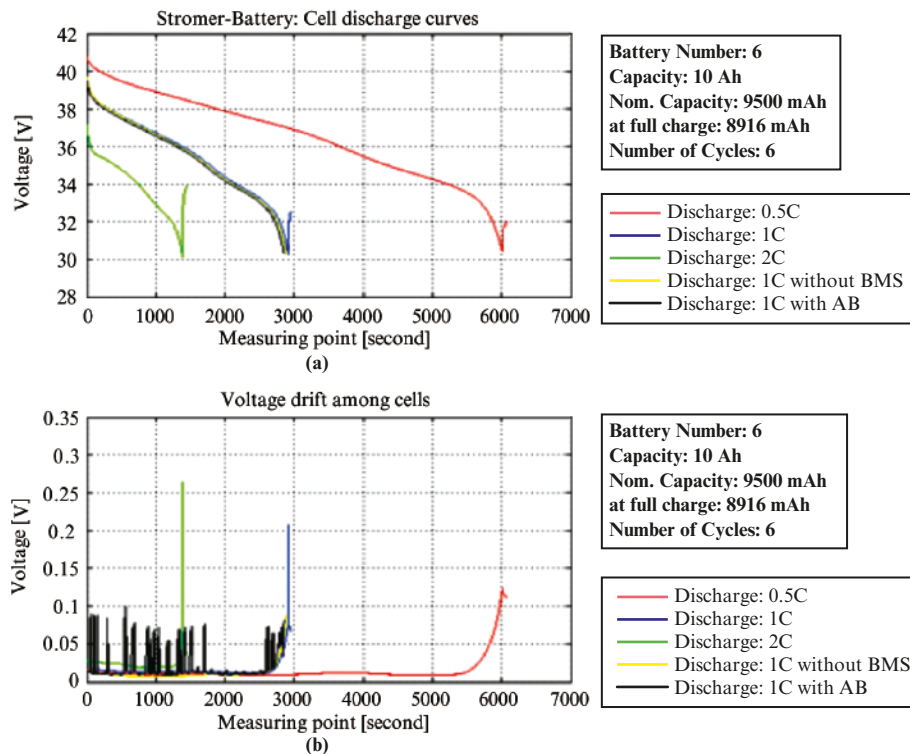 Stromer-Battery: Cell discharge curves
42
40
38
36
34
32
30
28
Voltage [V]
0 1000 2000 3000 4000 5000 6000 7000
Measuring point [second]
(a)
Battery Number: 6
Capacity: 10 Ah
Nom. Capacity: 9500 mAh
at full charge: 8916 mAh
Number of Cycles: 6
Discharge: 0.5C
Discharge: 1C
Discharge: 2C
Discharge: 1C without BMS
Discharge: 1C with AB
Voltage drift among cells
0.35
0.3
0.25
0.2
0.15
0.1
0.05
0
Voltage [V]
0 1000 2000 3000 4000 5000 6000 7000
Measuring point [second]
(b)
Battery Number: 6
Capacity: 10 Ah
Nom. Capacity: 9500 mAh
at full charge: 8916 mAh
Number of Cycles: 6
Discharge: 0.5C
Discharge: 1C
Discharge: 2C
Discharge: 1C without BMS
Discharge: 1C with AB